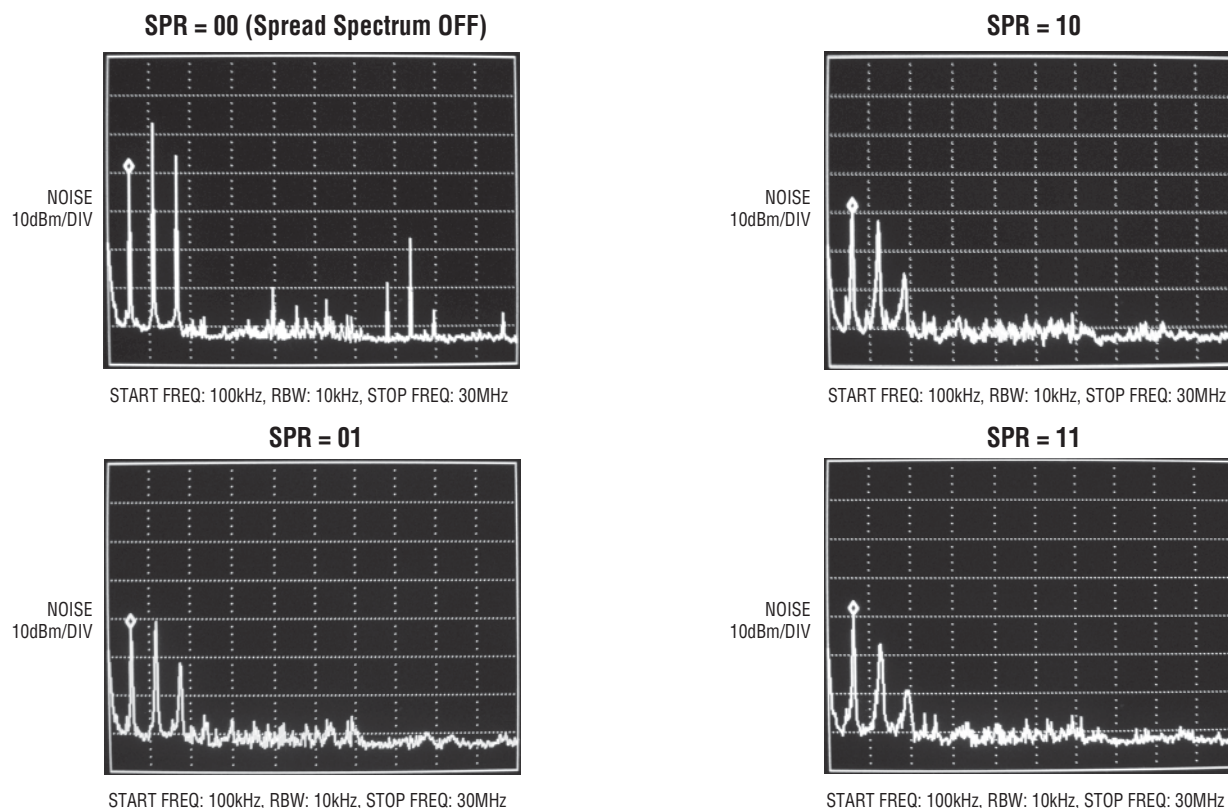 SPR = 00 (Spread Spectrum OFF)
NOISE
10dBm/DIV
START FREQ: 100kHz, RBW: 10kHz, STOP FREQ: 30MHz
SPR = 10
NOISE
10dBm/DIV
START FREQ: 100kHz, RBW: 10kHz, STOP FREQ: 30MHz
SPR = 01
NOISE
10dBm/DIV
START FREQ: 100kHz, RBW: 10kHz, STOP FREQ: 30MHz
SPR = 11
NOISE
10dBm/DIV
START FREQ: 100kHz, RBW: 10kHz, STOP FREQ: 30MHz